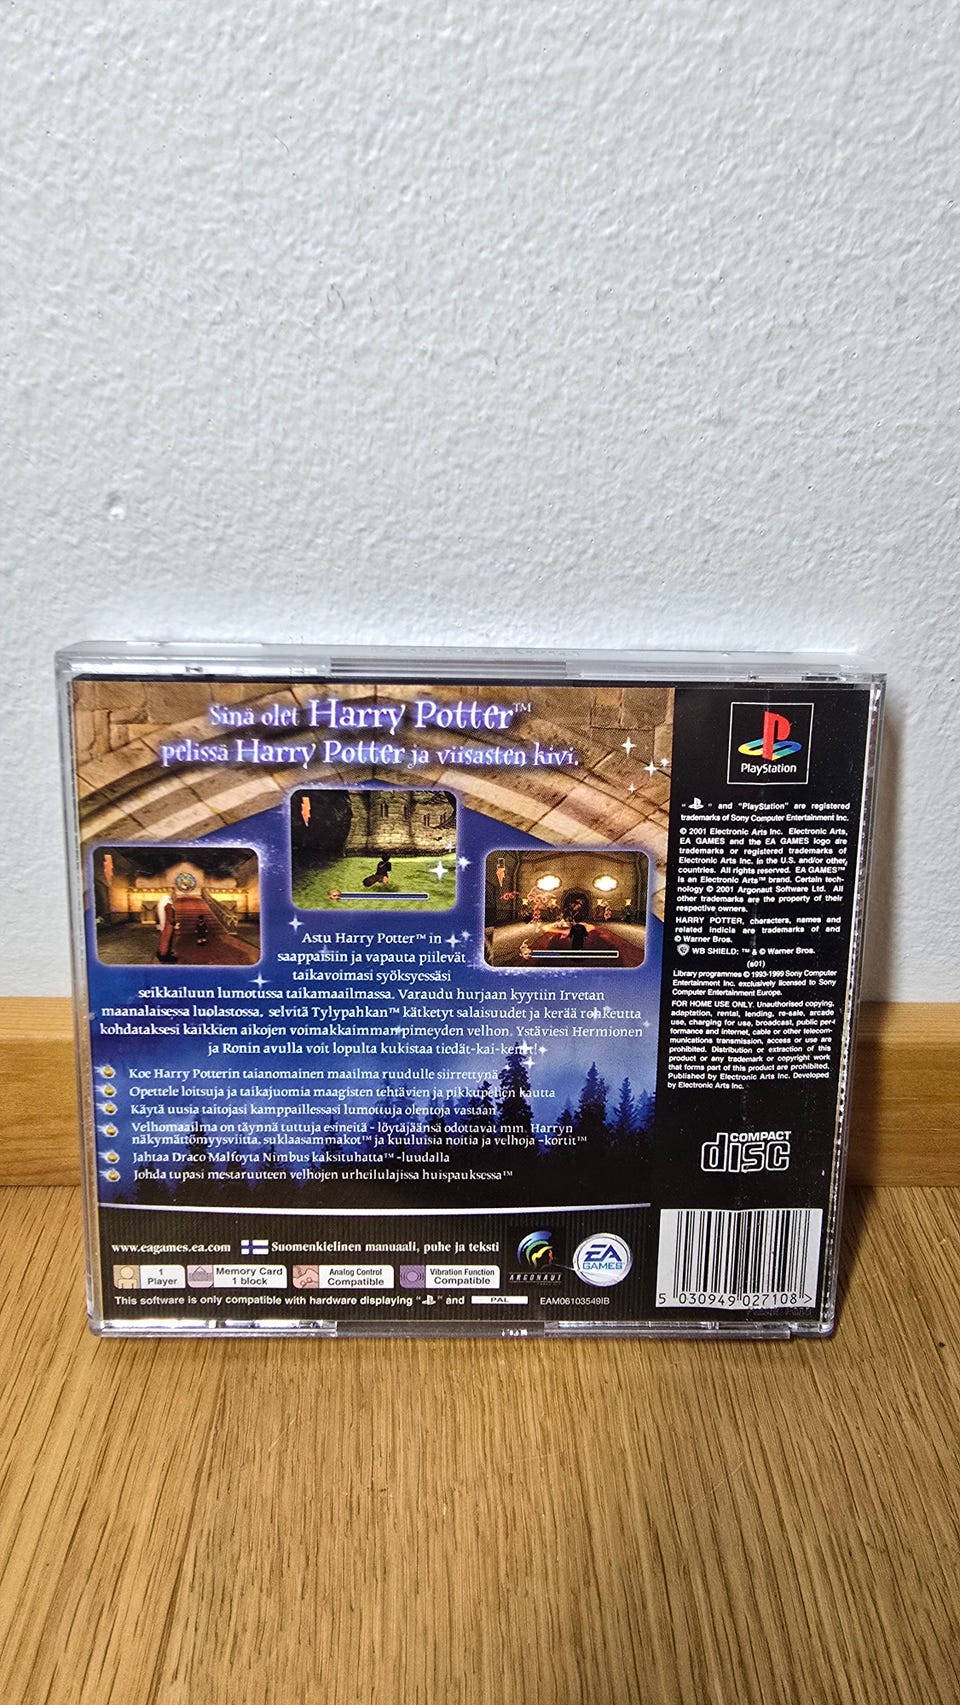 Sinä olet Harry Potter™
pelissä Harry Potter ja viisasten kivi.
Astu Harry Potter™ in
saappaisiin ja vapauta piilevät
taikavoimasi syöksyessäsi
seikkailuun lumotussa taikamaailmassa. Varaudu hurjaan kyytiin Irvetan
maanalaisessa luolastossa, selvitä Tylypahkan™ kätketyt salaisuudet ja kerää rohkeutta
kohdataksesi kaikkien aikojen voimakkaimman pimeyden velhon. Ystäviesi Hermionen
ja Ronin avulla voit lopulta kukistaa tiedät-kai-kenet!
Koe Harry Potterin taianomainen maailma ruudulle siirrettynä
Opettele loitsuja ja taikajuomia maagisten tehtävien ja pikkupelien kautta
Käytä uusia taitojasi kamppaillessasi lumottuja olentoja vastaan
Velhomaailma on täynnä tuttuja esineitä - löytäjäänsä odottavat mm. Harryn
näkymättömyysviitta, suklaasammakot™ ja kuuluisia noitia ja velhoja -kortit™
Jahtaa Draco Malfoyta Nimbus kaksituhatta™ -luudalla
Johda tupasi mestaruuteen velhojen urheilulajissa huispauksessa™
www.eagames.ea.com Suomenkielinen manuaali, puhe ja teksti
ARGONAUT
EA
GAMES™
1
Player
Memory Card
1 block
Analog Control
Compatible
Vibration Function
Compatible
This software is only compatible with hardware displaying " " and PAL
EAM06103549IB
PlayStation
" " and "PlayStation" are registered
trademarks of Sony Computer Entertainment Inc.
© 2001 Electronic Arts Inc. Electronic Arts,
EA GAMES and the EA GAMES logo are
trademarks or registered trademarks of
Electronic Arts Inc. in the U.S. and/or other
countries. All rights reserved. EA GAMES™
is an Electronic Arts™ brand. Certain tech-
nology © 2001 Argonaut Software Ltd. All
other trademarks are the property of their
respective owners.
HARRY POTTER, characters, names and
related indicia are trademarks of and
© Warner Bros.
WB SHIELD: ™ & © Warner Bros.
(s01)
Library programmes © 1993-1999 Sony Computer
Entertainment Inc. exclusively licensed to Sony
Computer Entertainment Europe.
FOR HOME USE ONLY. Unauthorised copying,
adaptation, rental, lending, re-sale, arcade
use, charging for use, broadcast, public per-
formance and internet, cable or other telecom-
munications transmission, access or use are
prohibited. Distribution or extraction of this
product or any trademark or copyright work
that forms part of this product are prohibited.
Published by Electronic Arts Inc. Developed
by Electronic Arts Inc.
COMPACT
disc
5 030949 027108 >